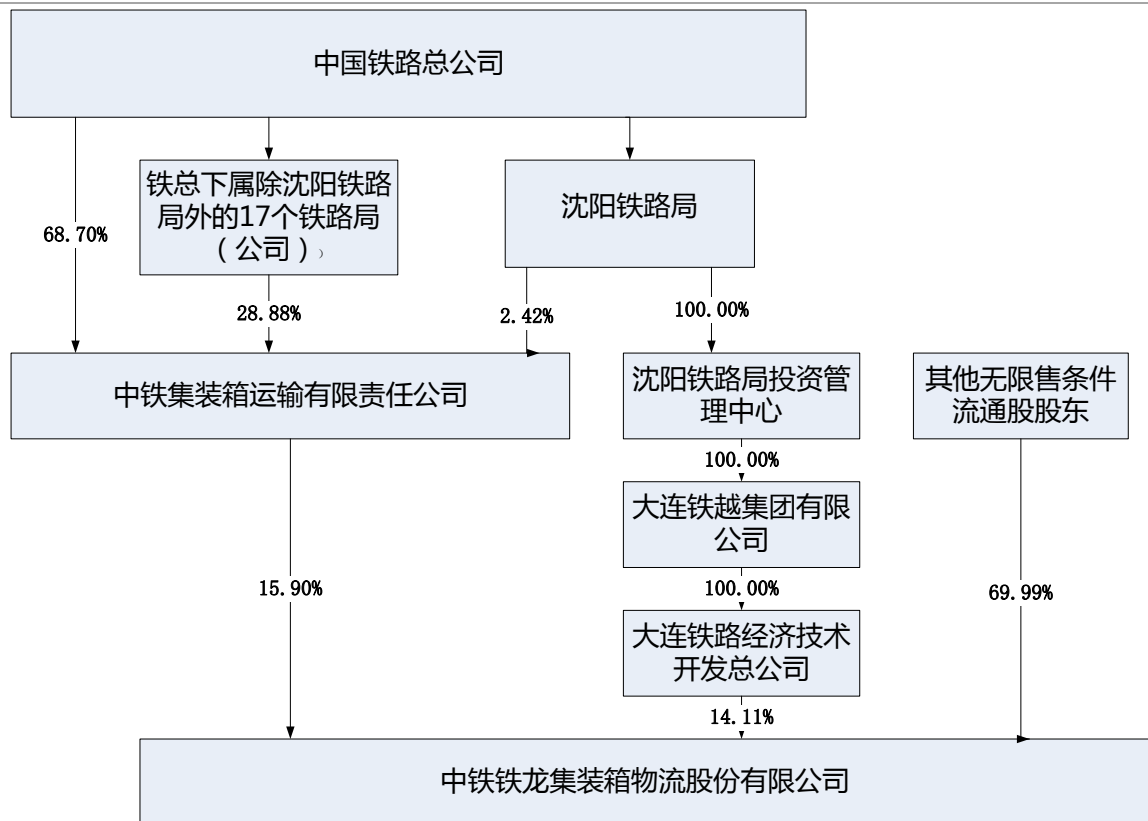 中国铁路总公司
铁总下属除沈阳铁路
局外的17个铁路局
（公司））
沈阳铁路局
68.70%
28.88%
2.42%
100.00%
中铁集装箱运输有限责任公司
沈阳铁路局投资管
理中心
其他无限售条件
流通股股东
100.00%
大连铁越集团有限
公司
15.90%
100.00%
69.99%
大连铁路经济技术
开发总公司
14.11%
中铁铁龙集装箱物流股份有限公司